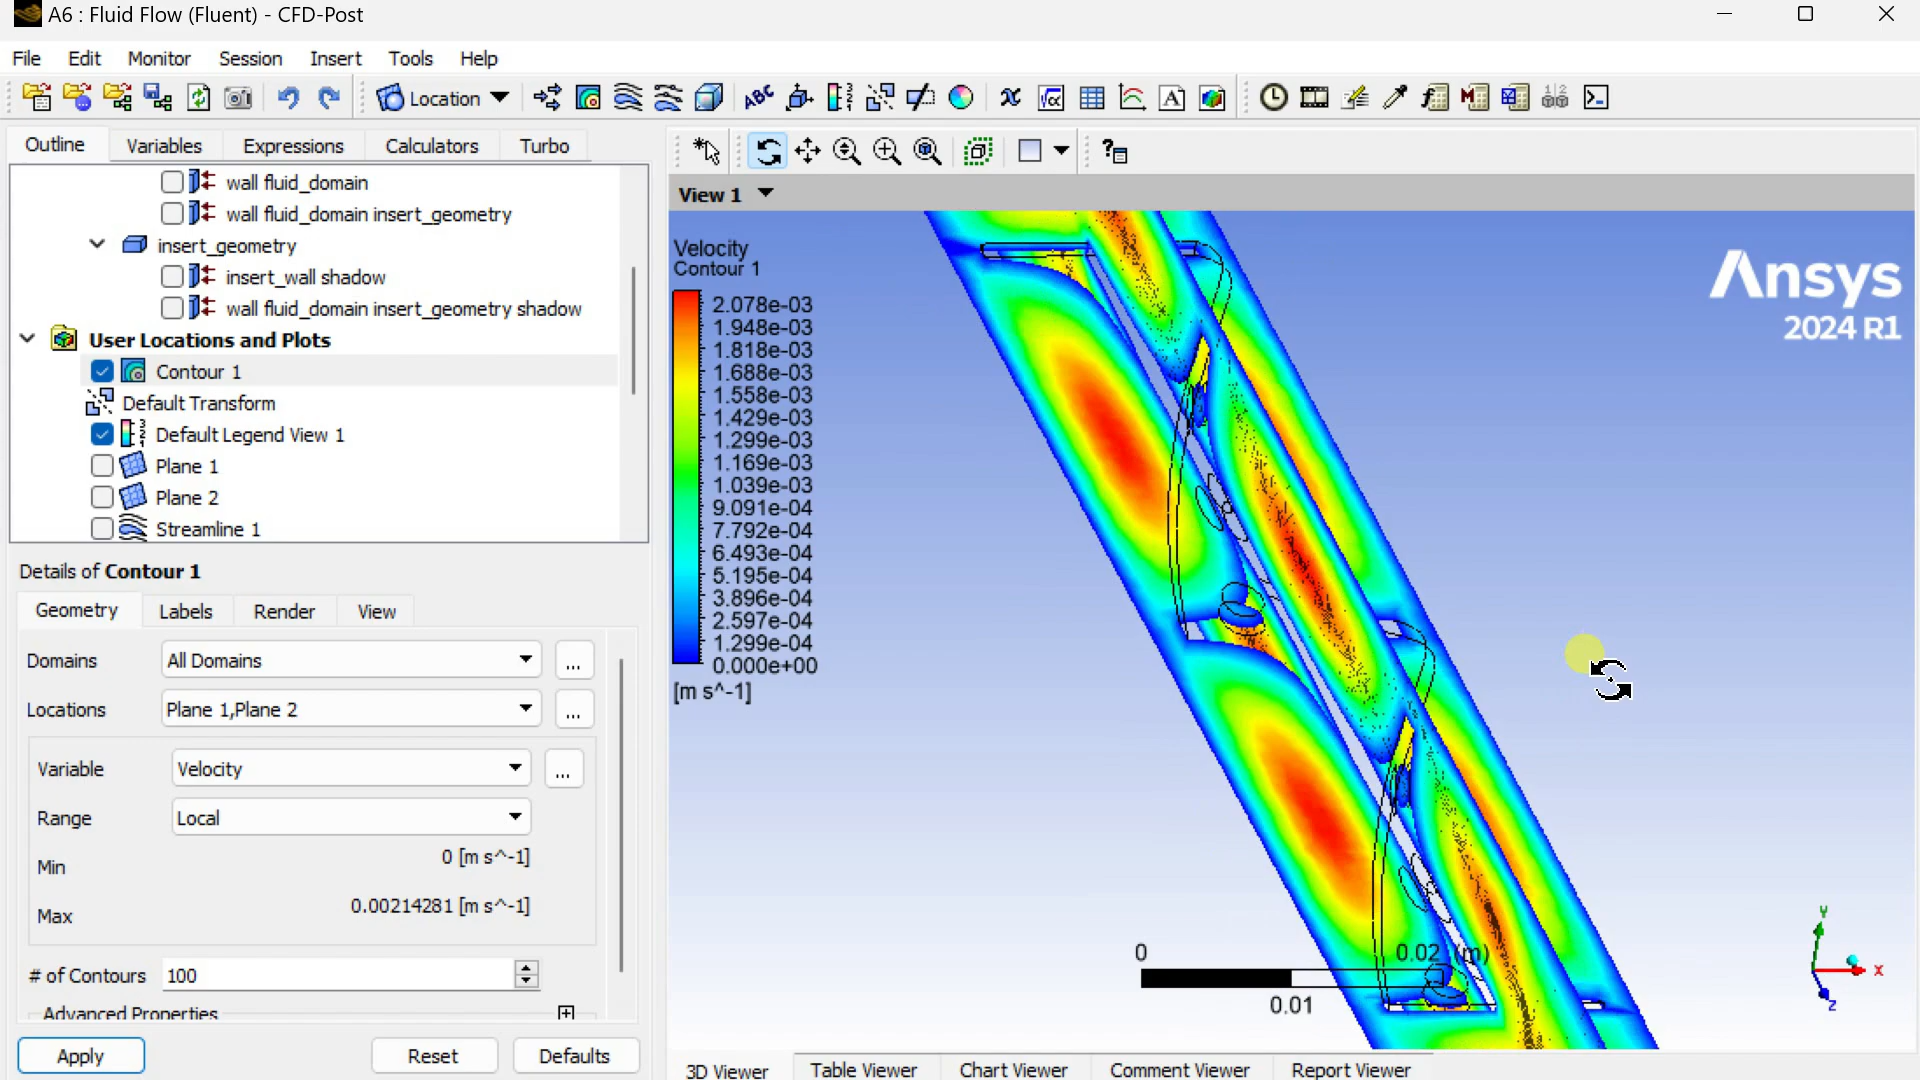 A6 : Fluid Flow (Fluent) - CFD-Post
File Edit Monitor Session Insert Tools Help
Location
Outline Variables Expressions Calculators Turbo
wall fluid_domain
wall fluid_domain insert_geometry
insert_geometry
insert_wall shadow
wall fluid_domain insert_geometry shadow
User Locations and Plots
Contour 1
Default Transform
Default Legend View 1
Plane 1
Plane 2
Streamline 1
Details of Contour 1
Geometry Labels Render View
Domains All Domains ...
Locations Plane 1,Plane 2 ...
Variable Velocity ...
Range Local
Min 0 [m s^-1]
Max 0.00214281 [m s^-1]
# of Contours 100
Advanced Properties
Apply Reset Defaults
View 1
Velocity
Contour 1
2.078e-03
1.948e-03
1.818e-03
1.688e-03
1.558e-03
1.429e-03
1.299e-03
1.169e-03
1.039e-03
9.091e-04
7.792e-04
6.493e-04
5.195e-04
3.896e-04
2.597e-04
1.299e-04
0.000e+00
[m s^-1]
Ansys
2024 R1
0 0.02 (m)
0.01
Y
X
Z
3D Viewer Table Viewer Chart Viewer Comment Viewer Report Viewer